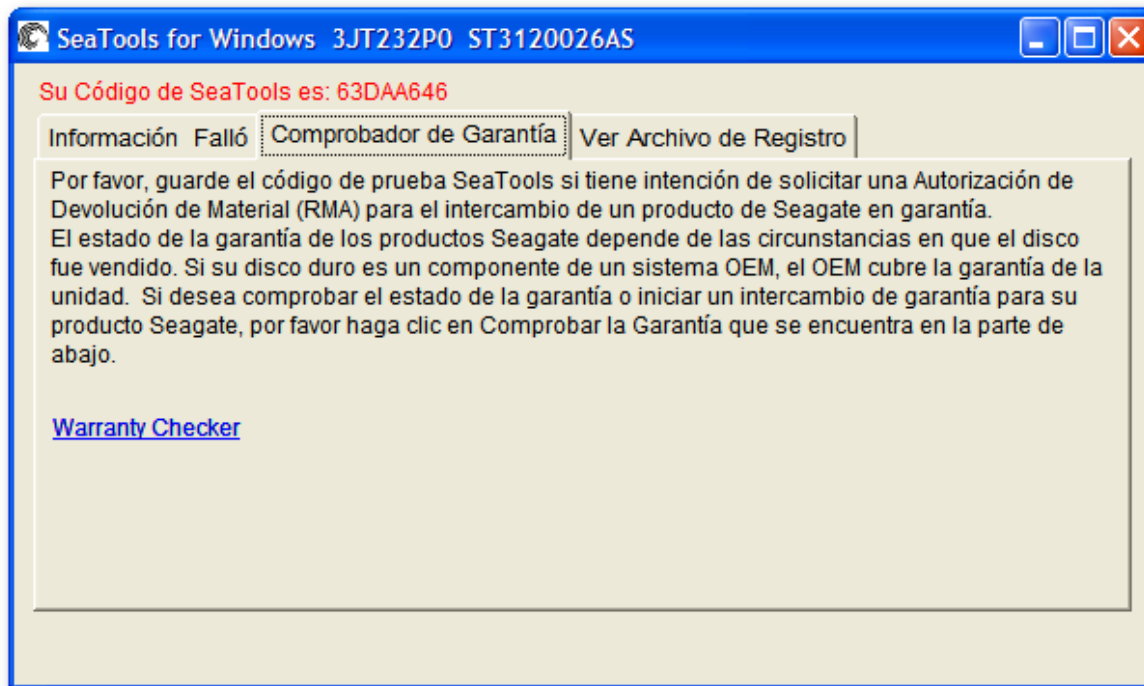 SeaTools for Windows 3JT232P0 ST3120026AS
Su Código de SeaTools es: 63DAA646
Información Falló Comprobador de Garantía Ver Archivo de Registro
Por favor, guarde el código de prueba SeaTools si tiene intención de solicitar una Autorización de
Devolución de Material (RMA) para el intercambio de un producto de Seagate en garantía.
El estado de la garantía de los productos Seagate depende de las circunstancias en que el disco
fue vendido. Si su disco duro es un componente de un sistema OEM, el OEM cubre la garantía de la
unidad. Si desea comprobar el estado de la garantía o iniciar un intercambio de garantía para su
producto Seagate, por favor haga clic en Comprobar la Garantía que se encuentra en la parte de
abajo.
Warranty Checker